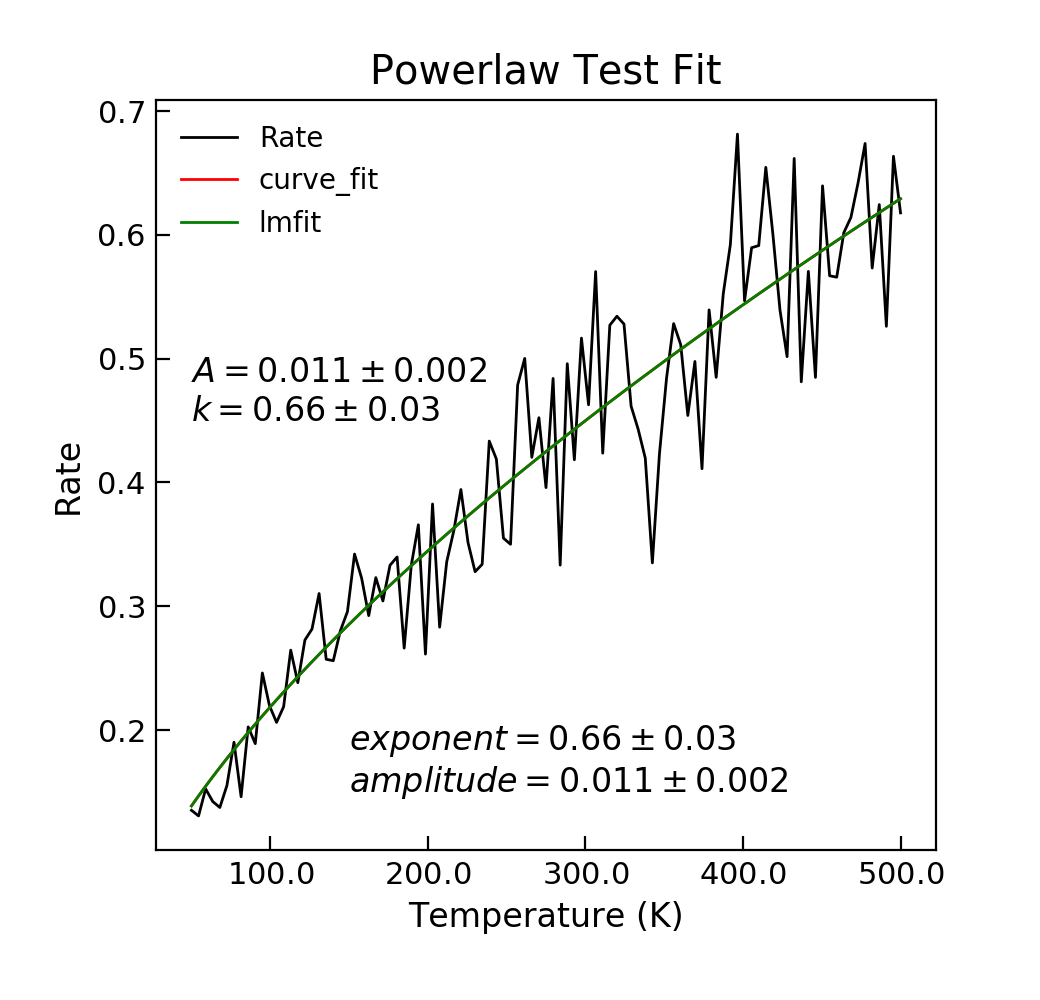 Powerlaw Test Fit
0.7
0.6
0.5
0.4
0.3
0.2
Rate
Rate
curve_fit
lmfit
A = 0.011 ± 0.002
k = 0.66 ± 0.03
exponent = 0.66 ± 0.03
amplitude = 0.011 ± 0.002
100.0 200.0 300.0 400.0 500.0
Temperature (K)